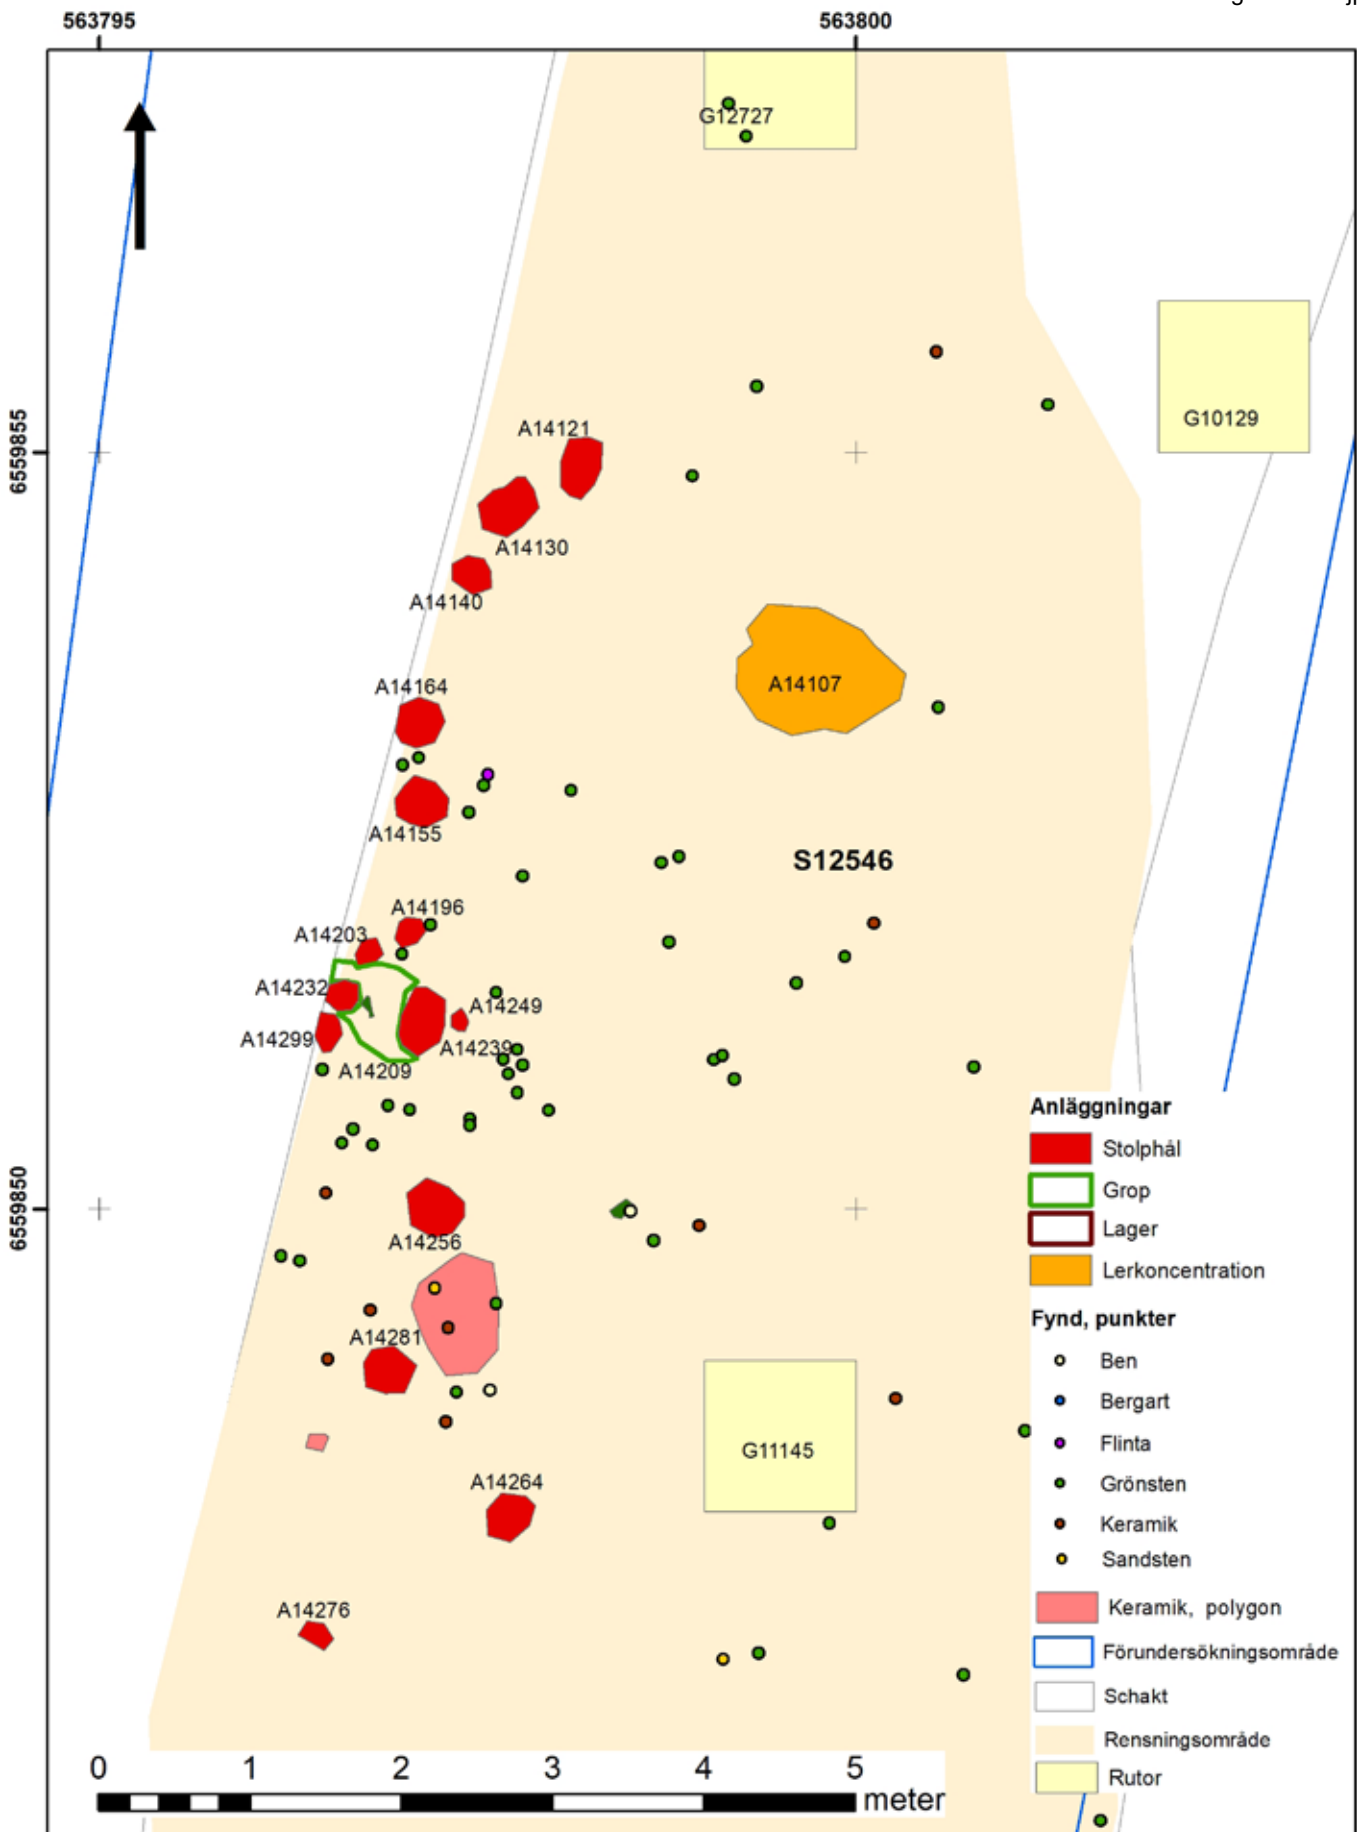 563795
563800
G12727
G10129
6559855
A14121
A14130
A14140
A14107
A14164
A14155
S12546
A14196
A14203
A14232
A14249
A14299
A14239
A14209
6559850
A14256
A14281
G11145
A14264
A14276
Anläggningar
Stolphål
Grop
Lager
Lerkoncentration
Fynd, punkter
Ben
Bergart
Flinta
Grönsten
Keramik
Sandsten
Keramik, polygon
Förundersökningsområde
Schakt
Rensningsområde
Rutor
0 1 2 3 4 5
meter